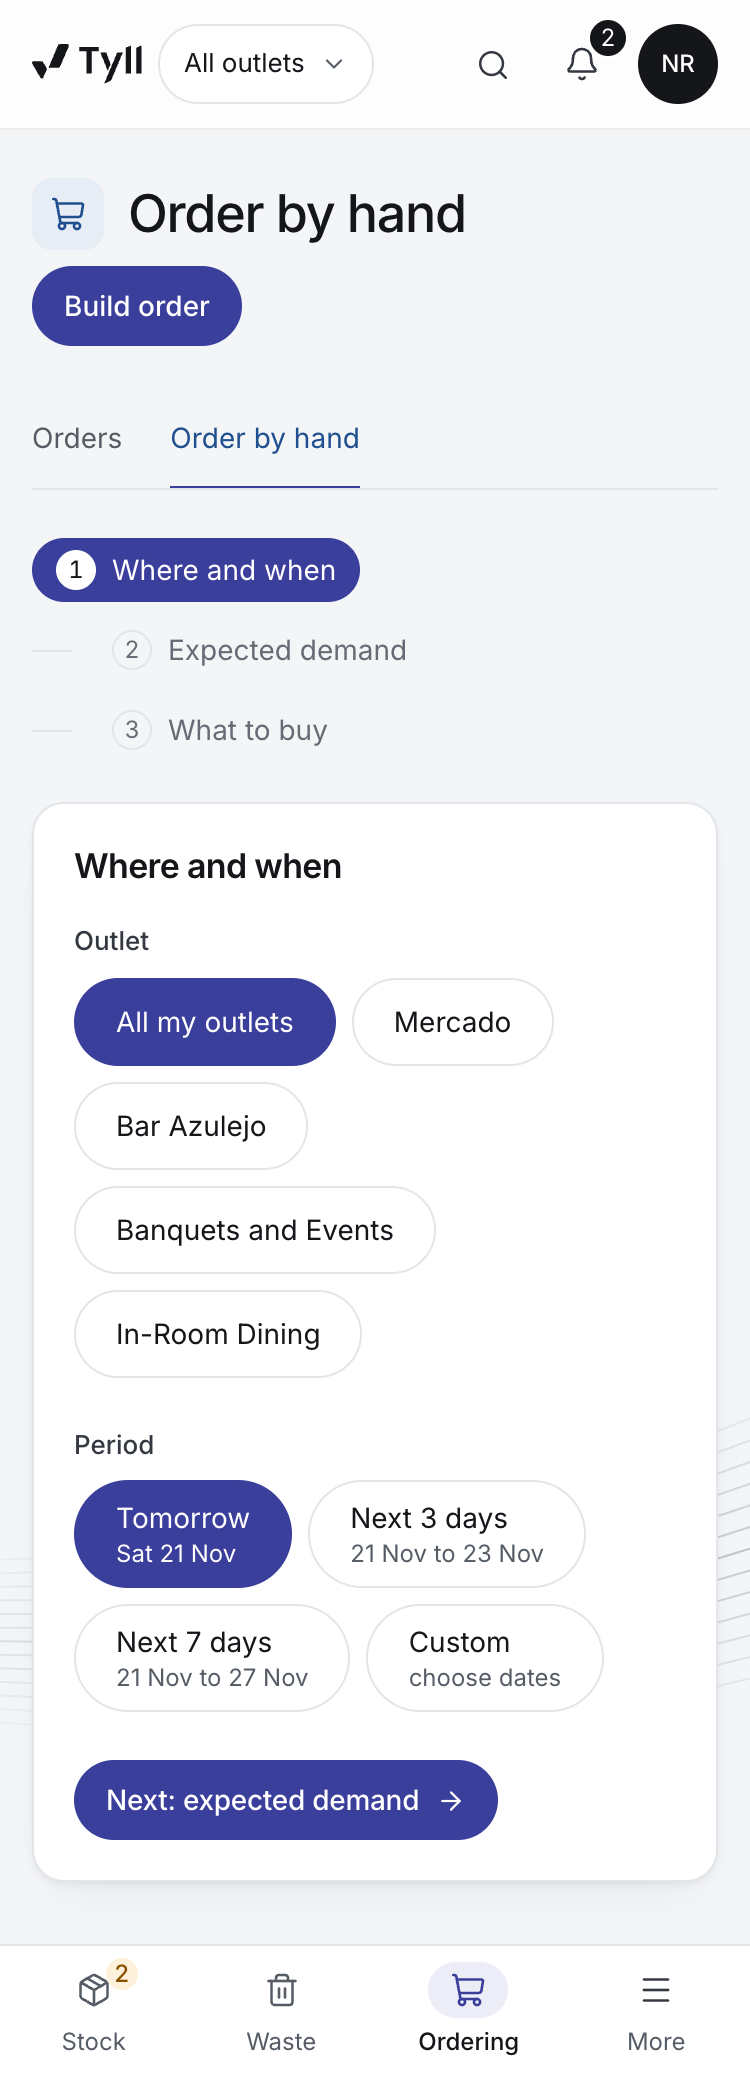 Tyll
All outlets
2
NR
Order by hand
Build order
Orders
Order by hand
1 Where and when
2 Expected demand
3 What to buy
Where and when
Outlet
All my outlets
Mercado
Bar Azulejo
Banquets and Events
In-Room Dining
Period
Tomorrow
Sat 21 Nov
Next 3 days
21 Nov to 23 Nov
Next 7 days
21 Nov to 27 Nov
Custom
choose dates
Next: expected demand →
2
Stock
Waste
Ordering
More